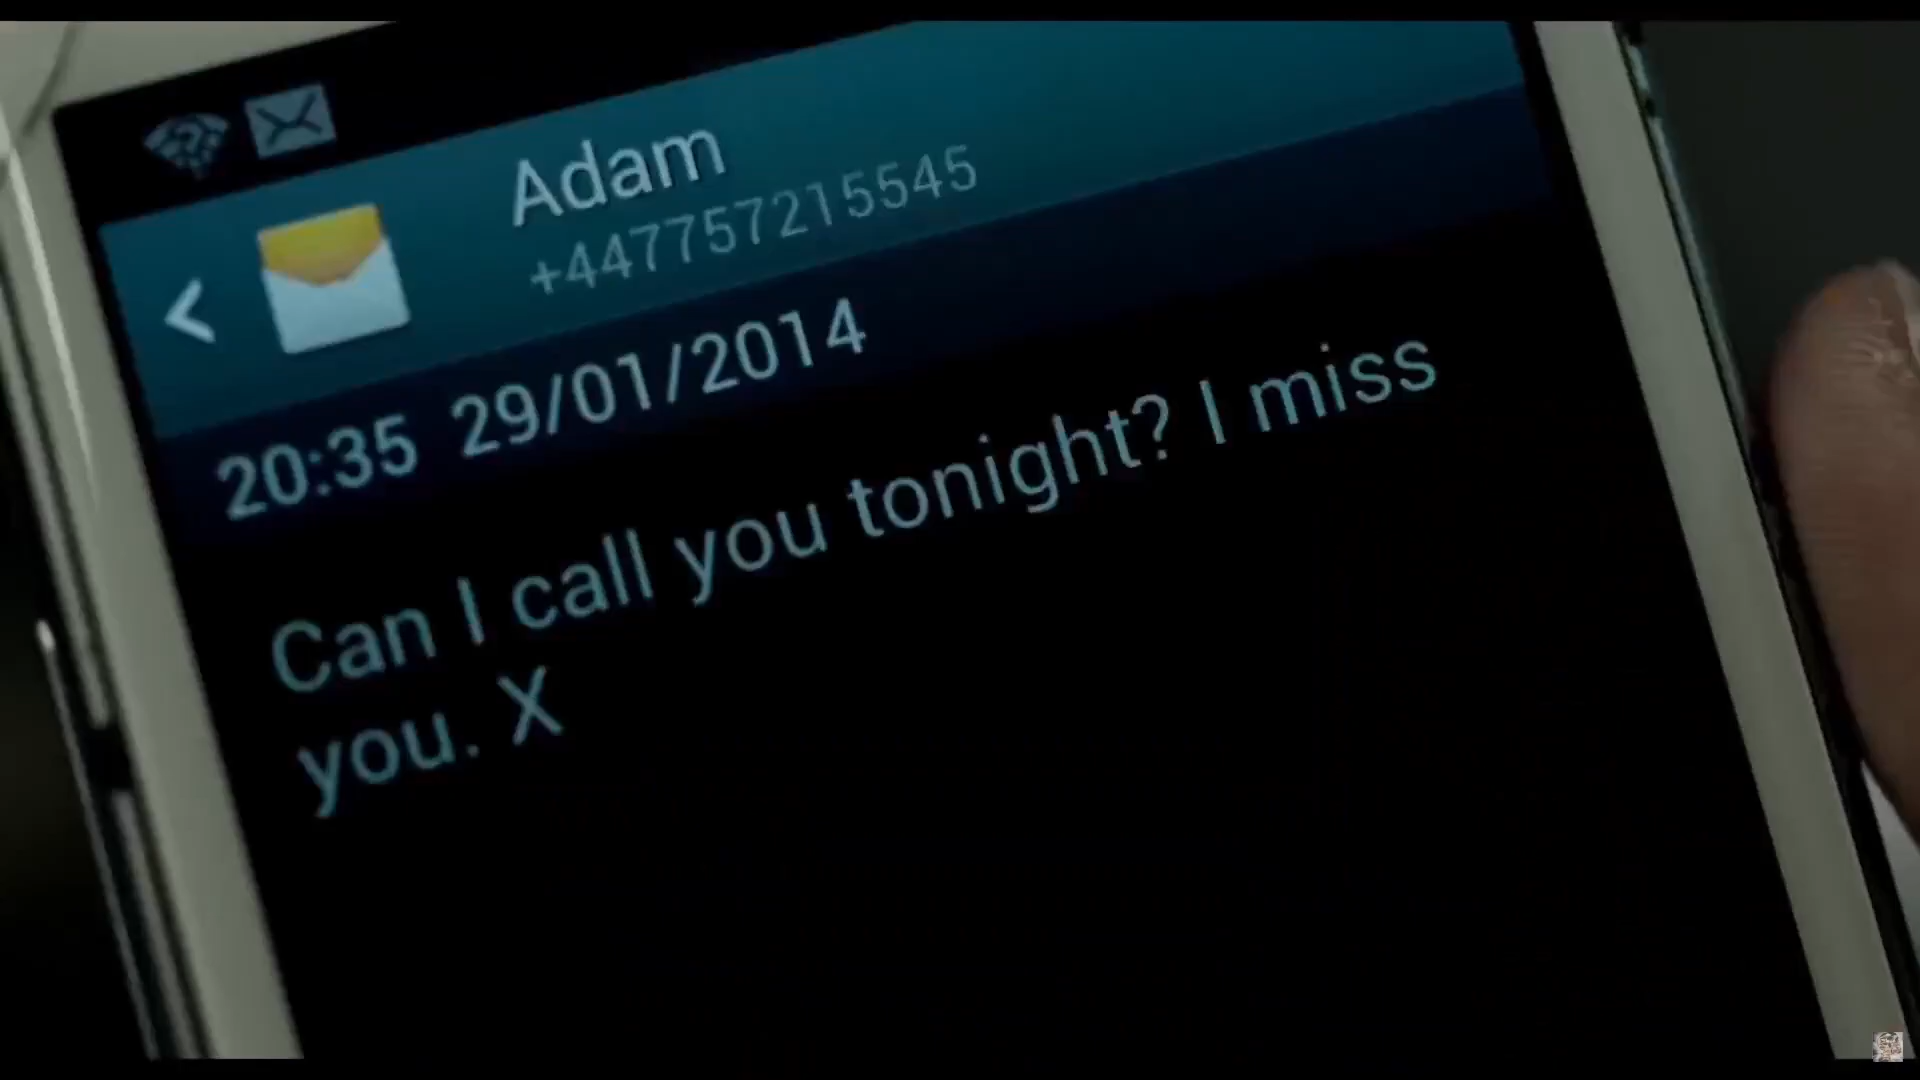 Adam
+447757215545
20:35 29/01/2014
Can I call you tonight? I miss
you. X